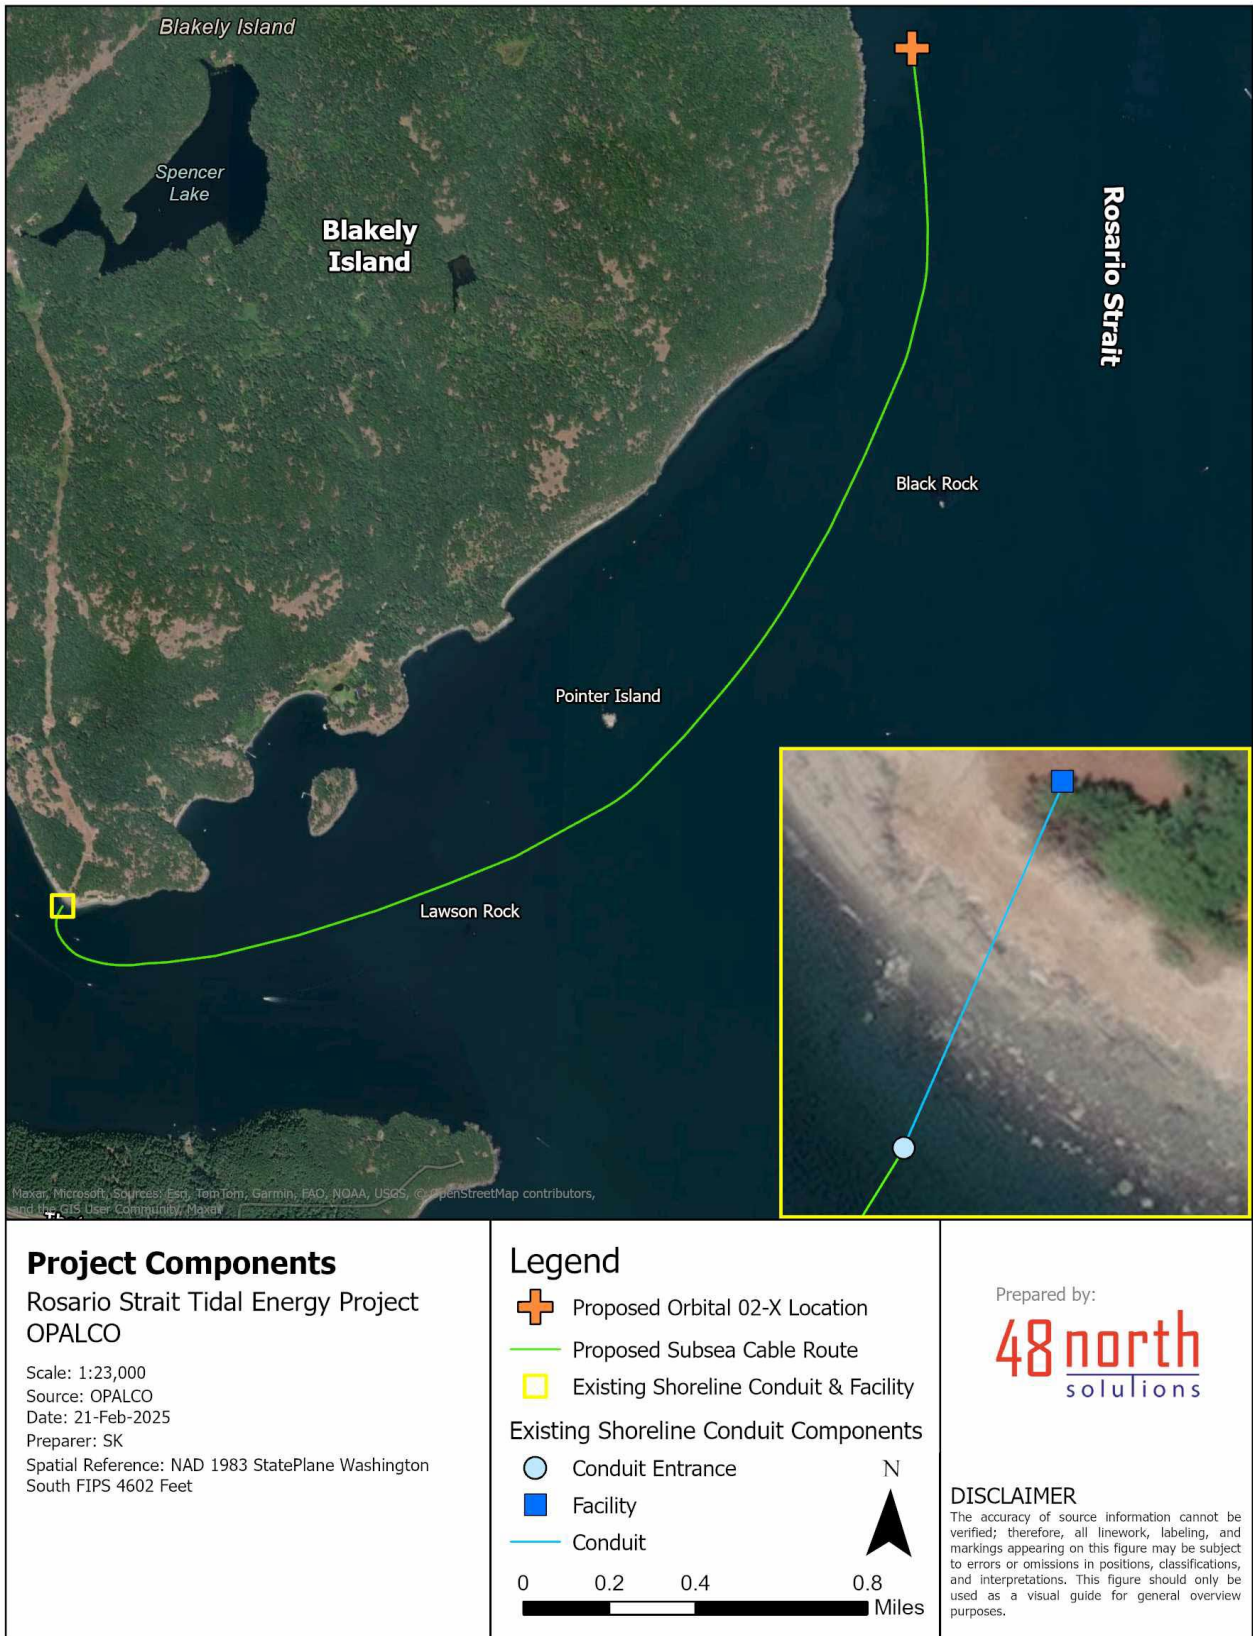 Blakely Island
Spencer
Lake
Blakely
Island
Rosario Strait
Black Rock
Pointer Island
Lawson Rock
Maxar, Microsoft, Sources: Esri, TomTom, Garmin, FAO, NOAA, USGS, © OpenStreetMap contributors,
and the GIS User Community, Maxar
Project Components
Rosario Strait Tidal Energy Project
OPALCO
Scale: 1:23,000
Source: OPALCO
Date: 21-Feb-2025
Preparer: SK
Spatial Reference: NAD 1983 StatePlane Washington
South FIPS 4602 Feet
Legend
Proposed Orbital 02-X Location
Proposed Subsea Cable Route
Existing Shoreline Conduit & Facility
Existing Shoreline Conduit Components
Conduit Entrance
Facility
Conduit
N
0 0.2 0.4 0.8
Miles
Prepared by:
48 north
solutions
DISCLAIMER
The accuracy of source information cannot be
verified; therefore, all linework, labeling, and
markings appearing on this figure may be subject
to errors or omissions in positions, classifications,
and interpretations. This figure should only be
used as a visual guide for general overview
purposes.